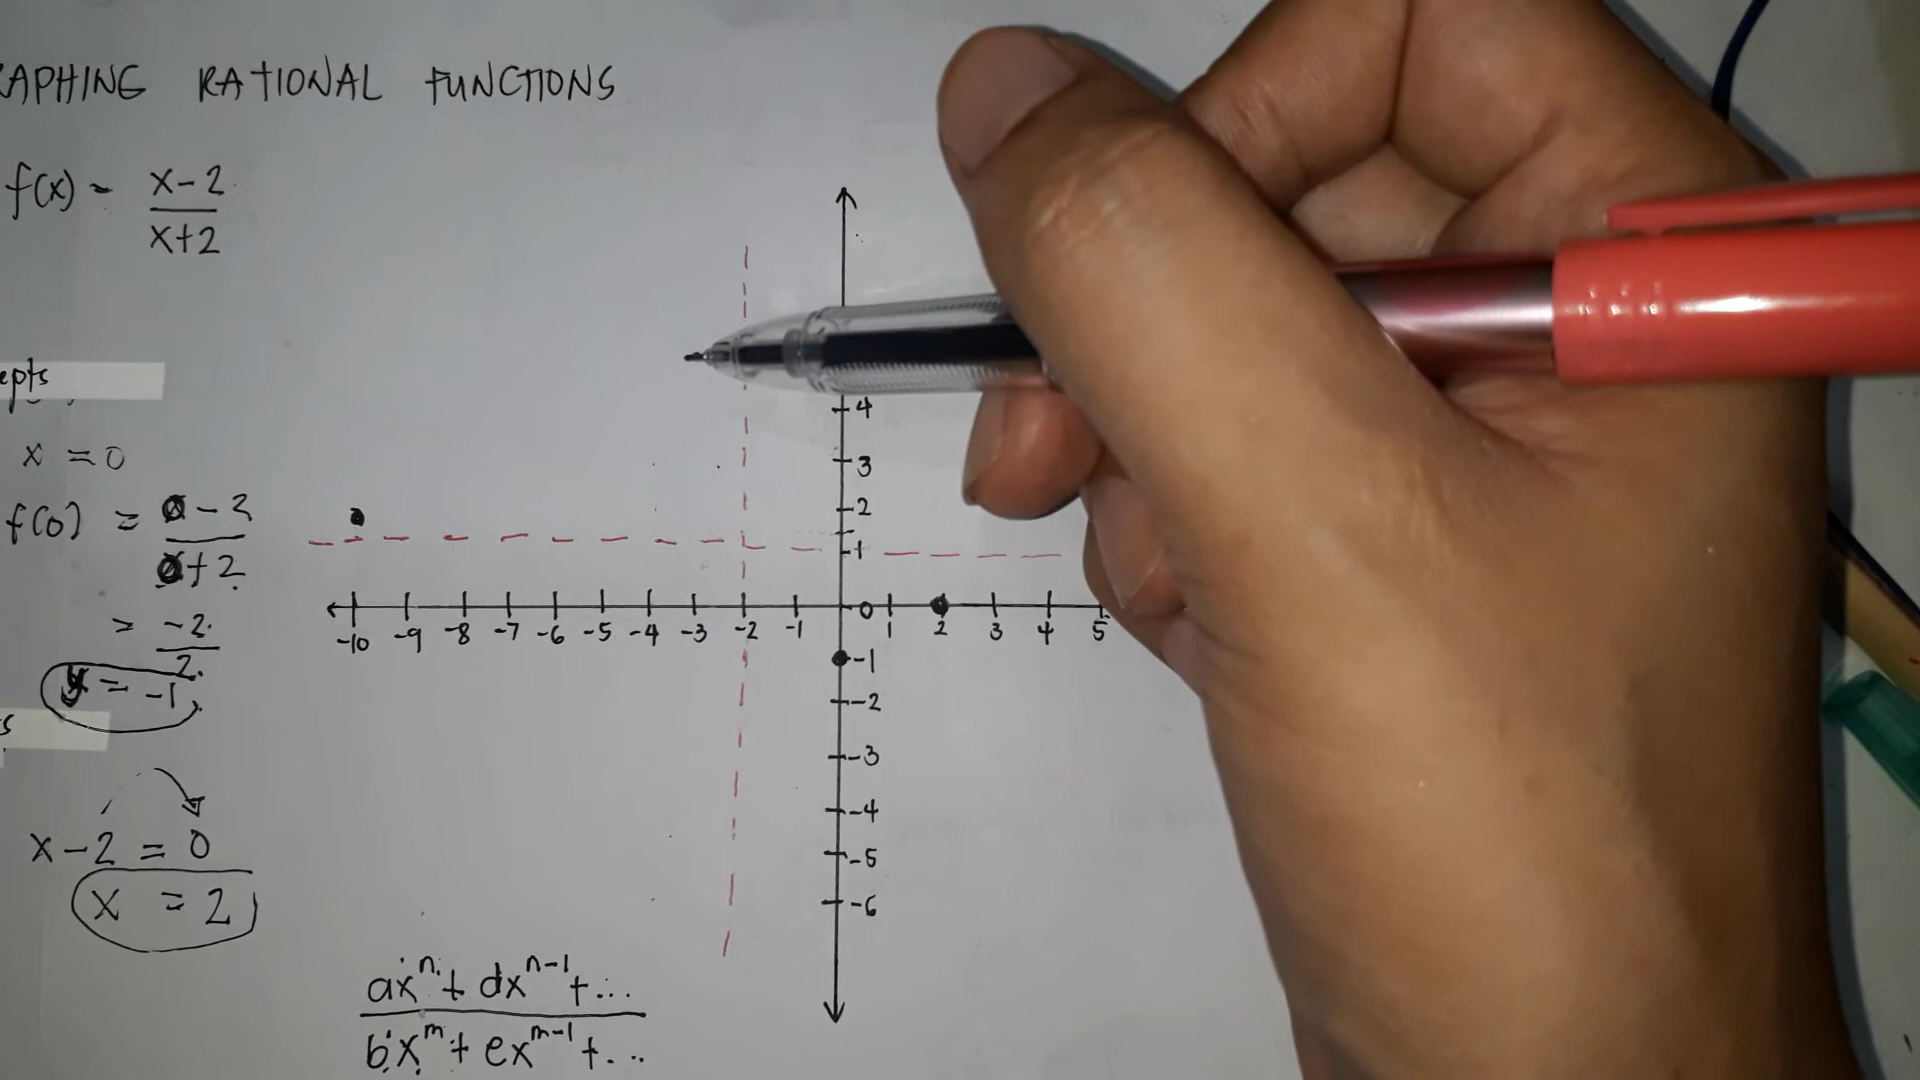 RAPHING RATIONAL FUNCTIONS
f(x) = x-2
x+2
epts
x = 0
f(0) = 0 - 2
0 + 2
= -2
2
y = -1
s
x - 2 = 0
x = 2
4
3
2
1
0
-10 -9 -8 -7 -6 -5 -4 -3 -2 -1 1 2 3 4 5
-1
-2
-3
-4
-5
-6
ax^n + dx^n-1 + ...
bx^m + ex^m-1 + ...